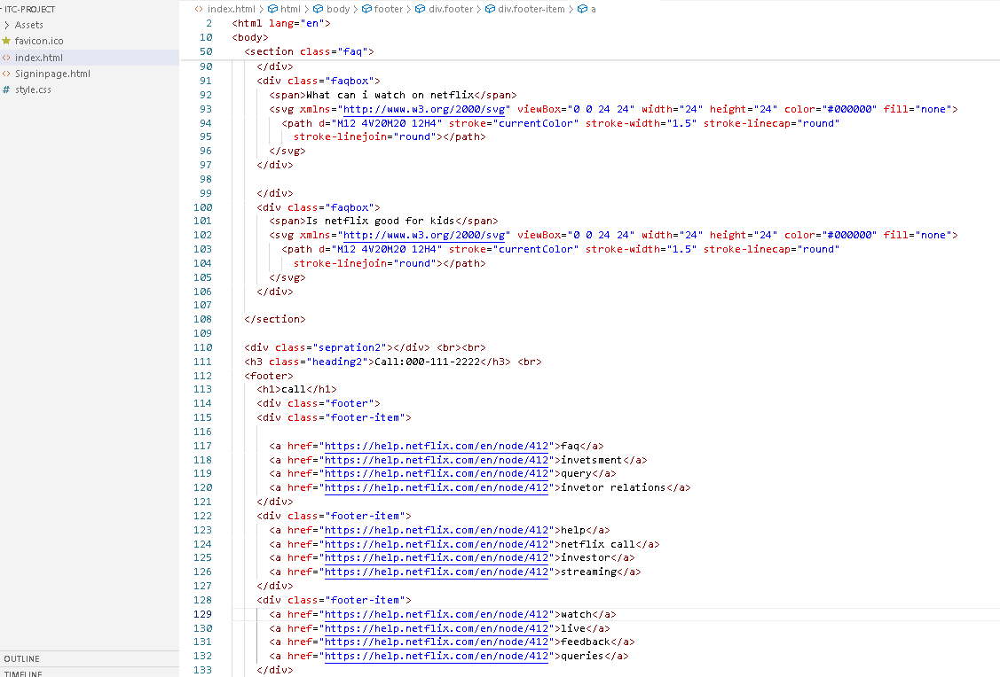 ITC-PROJECT
Assets
favicon.ico
index.html
Signinpage.html
style.css
OUTLINE
TIMELINE
index.html > html > body > footer > div.footer > div.footer-item > a
2 <html lang="en">
10 <body>
50 <section class="faq">
90 </div>
91 <div class="faqbox">
92 <span>What can i watch on netflix</span>
93 <svg xmlns="http://www.w3.org/2000/svg" viewBox="0 0 24 24" width="24" height="24" color="#000000" fill="none">
94 <path d="M12 4V20M20 12H4" stroke="currentColor" stroke-width="1.5" stroke-linecap="round"
95 stroke-linejoin="round"></path>
96 </svg>
97 </div>
98
99 </div>
100 <div class="faqbox">
101 <span>Is netflix good for kids</span>
102 <svg xmlns="http://www.w3.org/2000/svg" viewBox="0 0 24 24" width="24" height="24" color="#000000" fill="none">
103 <path d="M12 4V20M20 12H4" stroke="currentColor" stroke-width="1.5" stroke-linecap="round"
104 stroke-linejoin="round"></path>
105 </svg>
106 </div>
107
108 </section>
109
110 <div class="sepration2"></div> <br><br>
111 <h3 class="heading2">Call:000-111-2222</h3> <br>
112 <footer>
113 <h1>call</h1>
114 <div class="footer">
115 <div class="footer-item">
116
117 <a href="https://help.netflix.com/en/node/412">faq</a>
118 <a href="https://help.netflix.com/en/node/412">invetsment</a>
119 <a href="https://help.netflix.com/en/node/412">query</a>
120 <a href="https://help.netflix.com/en/node/412">invetor relations</a>
121 </div>
122 <div class="footer-item">
123 <a href="https://help.netflix.com/en/node/412">help</a>
124 <a href="https://help.netflix.com/en/node/412">netflix call</a>
125 <a href="https://help.netflix.com/en/node/412">investor</a>
126 <a href="https://help.netflix.com/en/node/412">streaming</a>
127 </div>
128 <div class="footer-item">
129 <a href="https://help.netflix.com/en/node/412">watch</a>
130 <a href="https://help.netflix.com/en/node/412">live</a>
131 <a href="https://help.netflix.com/en/node/412">feedback</a>
132 <a href="https://help.netflix.com/en/node/412">queries</a>
133 </div>